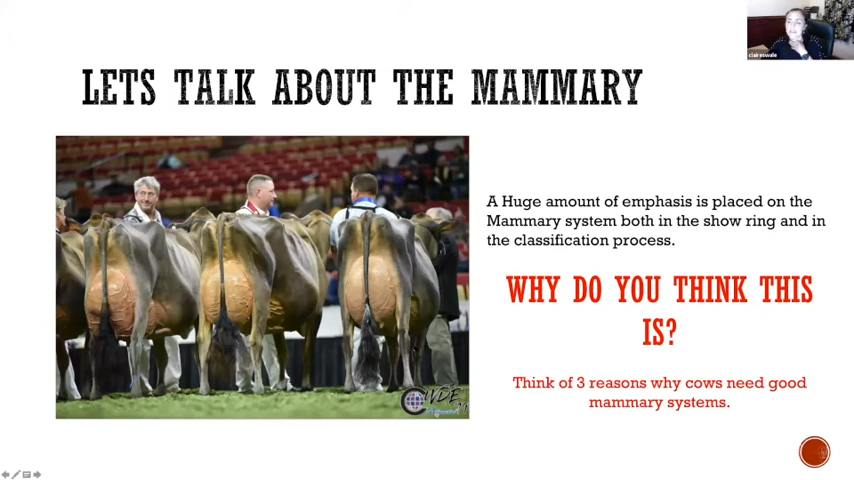 claireswale
LETS TALK ABOUT THE MAMMARY
A Huge amount of emphasis is placed on the
Mammary system both in the show ring and in
the classification process.
WHY DO YOU THINK THIS
IS?
Think of 3 reasons why cows need good
mammary systems.